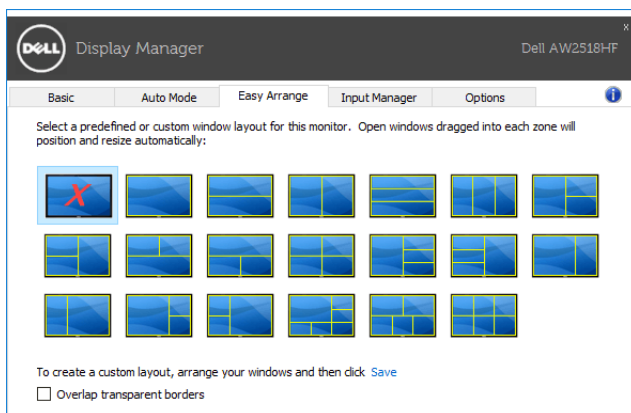 x
DELL Display Manager Dell AW2518HF
Basic Auto Mode Easy Arrange Input Manager Options i
Select a predefined or custom window layout for this monitor. Open windows dragged into each zone will
position and resize automatically:
X
To create a custom layout, arrange your windows and then click Save
Overlap transparent borders